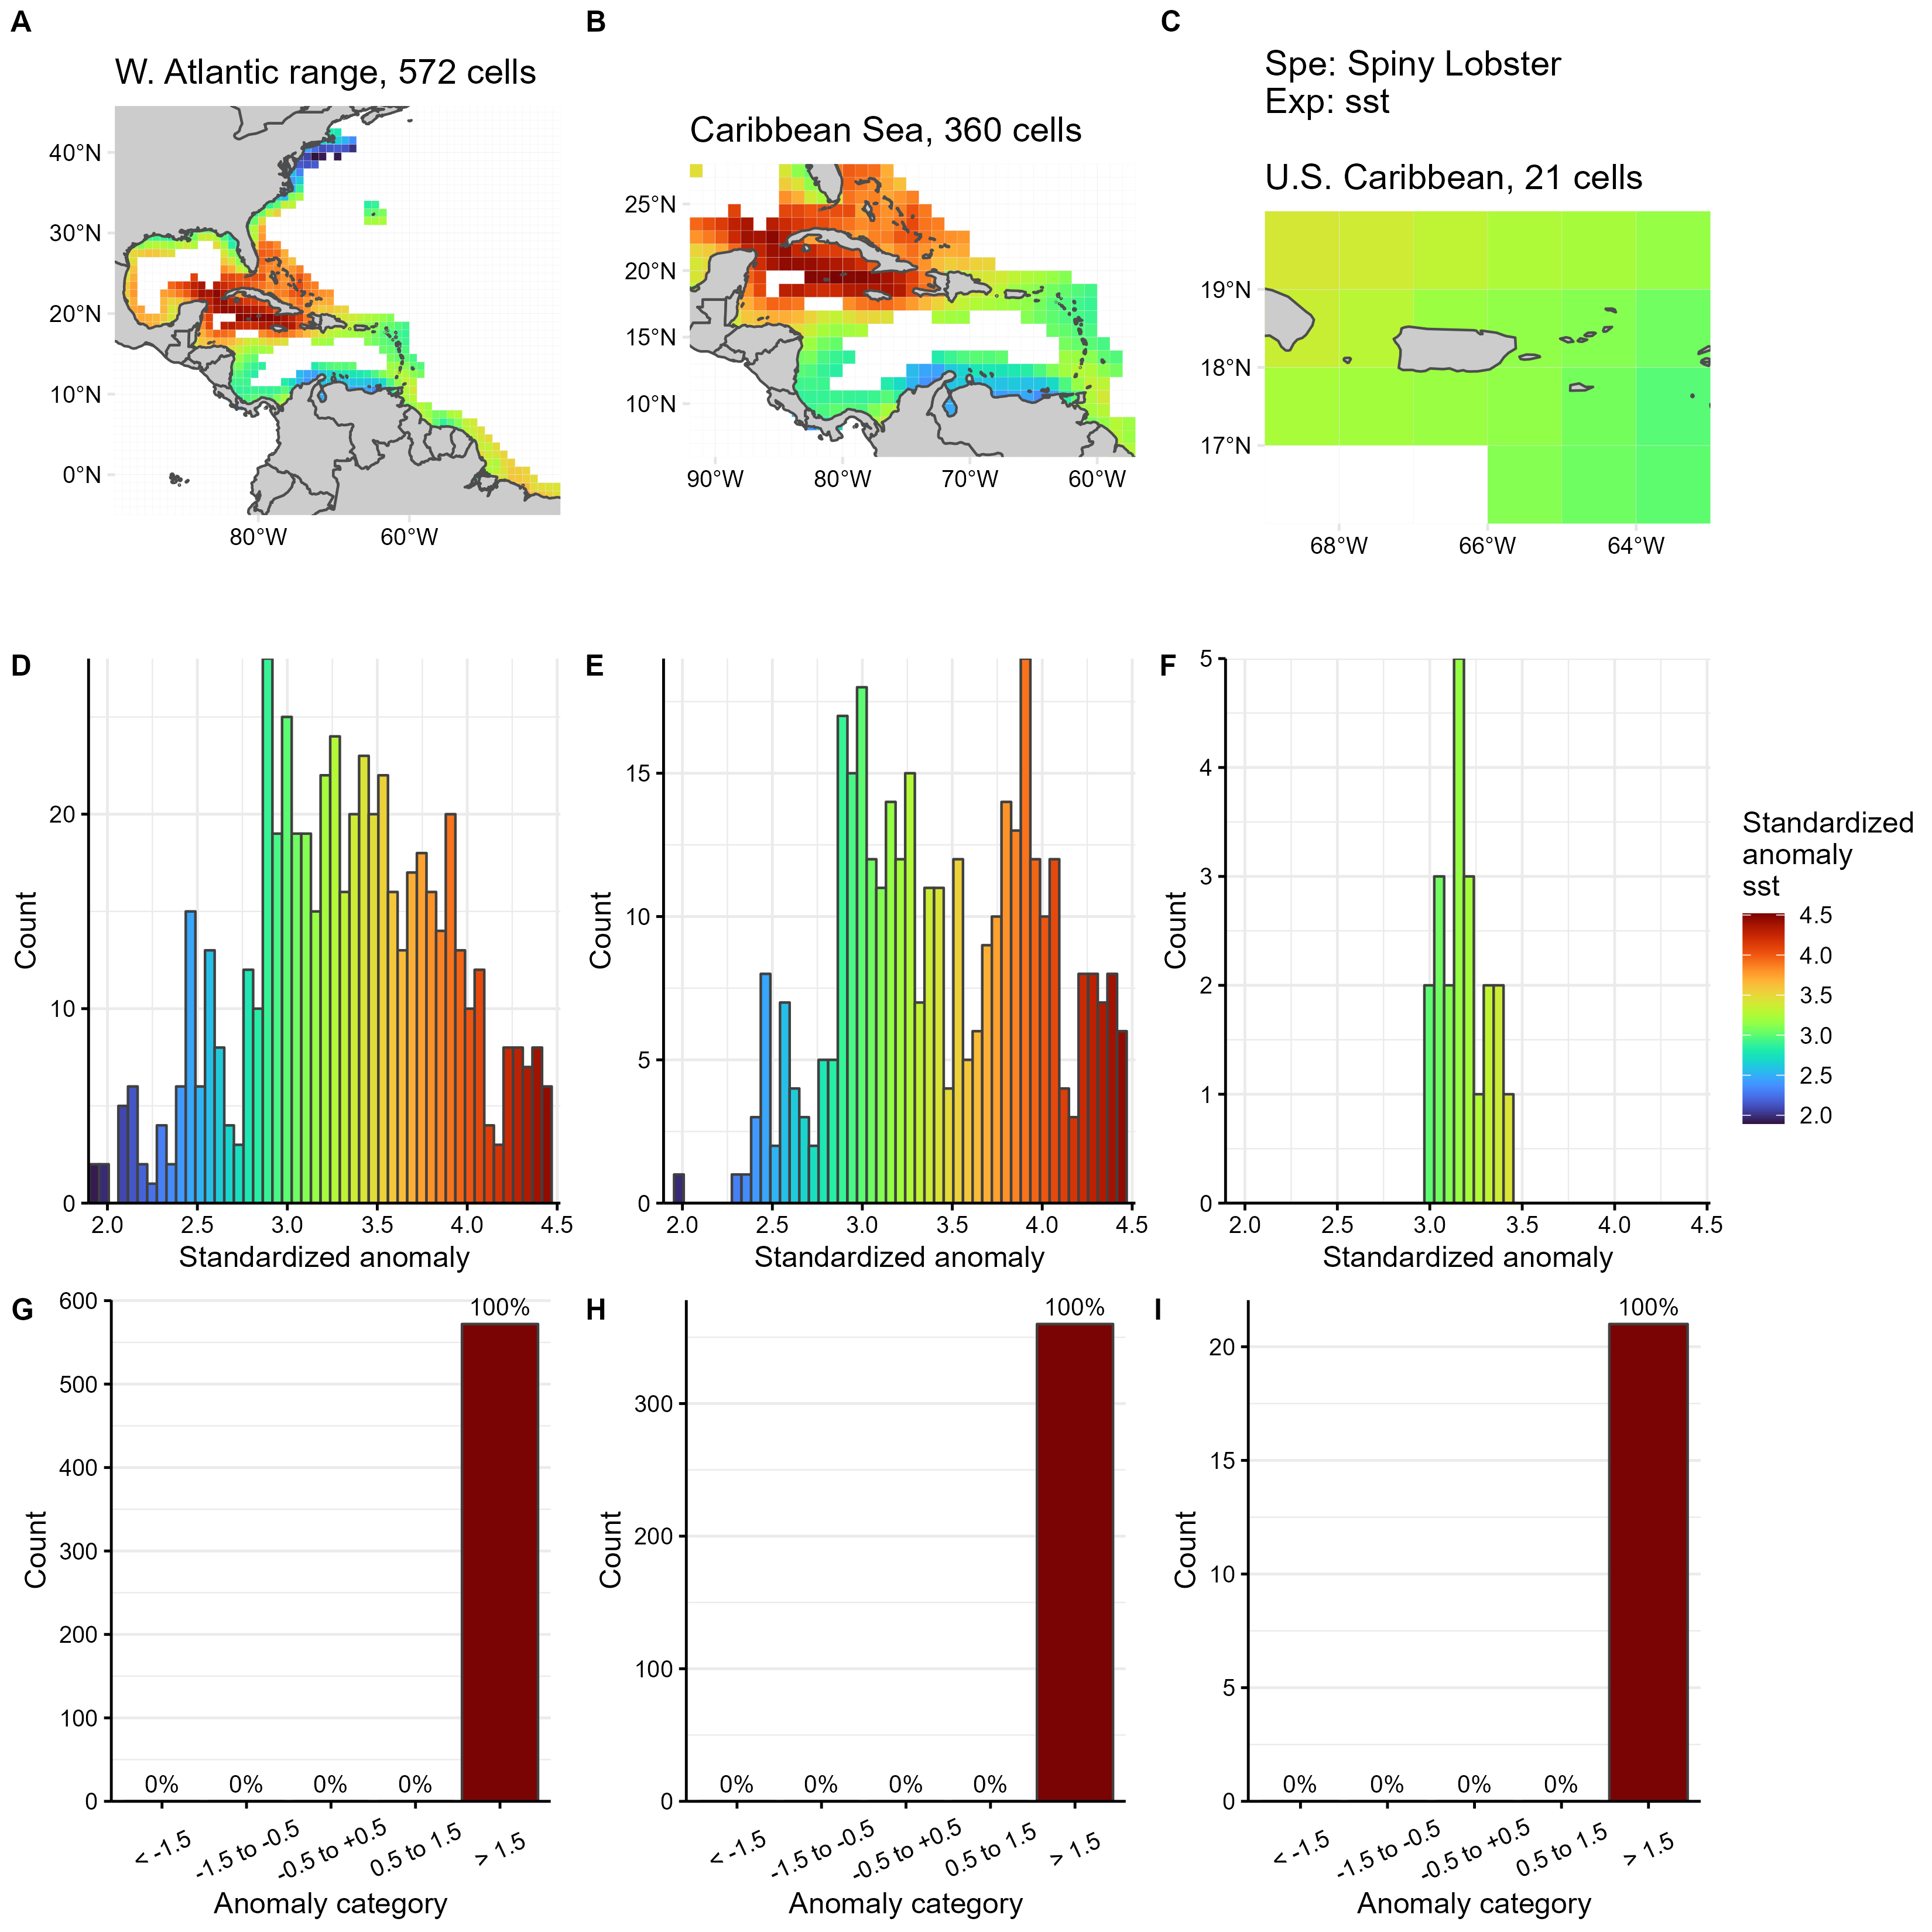 A
B
C
W. Atlantic range, 572 cells
Caribbean Sea, 360 cells
Spe: Spiny Lobster
Exp: sst
U.S. Caribbean, 21 cells
40°N
30°N
20°N
10°N
0°N
80°W
60°W
25°N
20°N
15°N
10°N
90°W
80°W
70°W
60°W
19°N
18°N
17°N
68°W
66°W
64°W
D
Count
20
10
0
2.0
2.5
3.0
3.5
4.0
4.5
Standardized anomaly
E
Count
15
10
5
0
2.0
2.5
3.0
3.5
4.0
4.5
Standardized anomaly
F
Count
5
4
3
2
1
0
2.0
2.5
3.0
3.5
4.0
4.5
Standardized anomaly
Standardized
anomaly
sst
4.5
4.0
3.5
3.0
2.5
2.0
G
Count
600
500
400
300
200
100
0
0%
0%
0%
0%
100%
< -1.5
-1.5 to -0.5
-0.5 to +0.5
0.5 to 1.5
> 1.5
Anomaly category
H
Count
300
200
100
0
0%
0%
0%
0%
100%
< -1.5
-1.5 to -0.5
-0.5 to +0.5
0.5 to 1.5
> 1.5
Anomaly category
I
Count
20
15
10
5
0
0%
0%
0%
0%
100%
< -1.5
-1.5 to -0.5
-0.5 to +0.5
0.5 to 1.5
> 1.5
Anomaly category